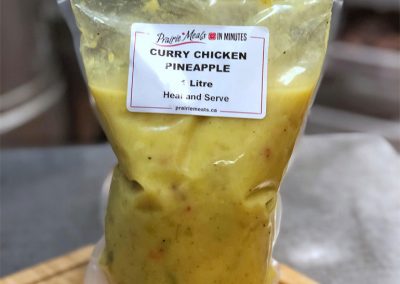 Prairie Meats IN MINUTES
CURRY CHICKEN
PINEAPPLE
1 Litre
Heat and Serve
prairiemeats.ca